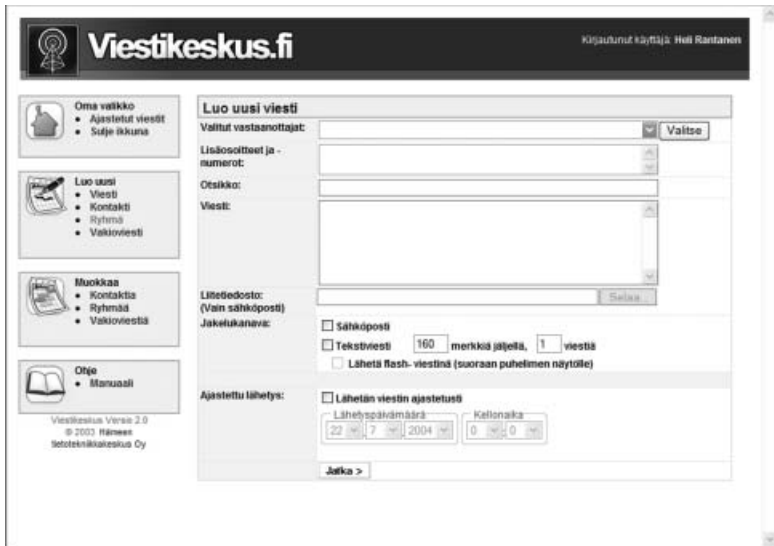 Viestikeskus.fi
Kirjautunut käyttäjä: Heli Rantanen
Oma valikko
Ajastetut viestit
Sulje ikkuna
Luo uusi
Viesti
Kontakti
Ryhmä
Vakioviesti
Muokkaa
Kontaktia
Ryhmää
Vakioviestiä
Ohje
Manuaali
Viestikeskus Versio 2.0
© 2003 Hämeen
tietotekniikkakeskus Oy
Luo uusi viesti
Valitut vastaanottajat:
Valitse
Lisäosoitteet ja -
numerot:
Otsikko:
Viesti:
Liitetiedosto:
(Vain sähköposti)
Selaa...
Jakelukanava:
Sähköposti
Tekstiviesti 160 merkkiä jäljellä, 1 viestiä
Lähetä flash- viestinä (suoraan puhelimen näytölle)
Ajastettu lähetys:
Lähetän viestin ajastetusti
Lähetyspäivämäärä
Kellonaika
22 . 7 . 2004
0 : 0
Jatka >